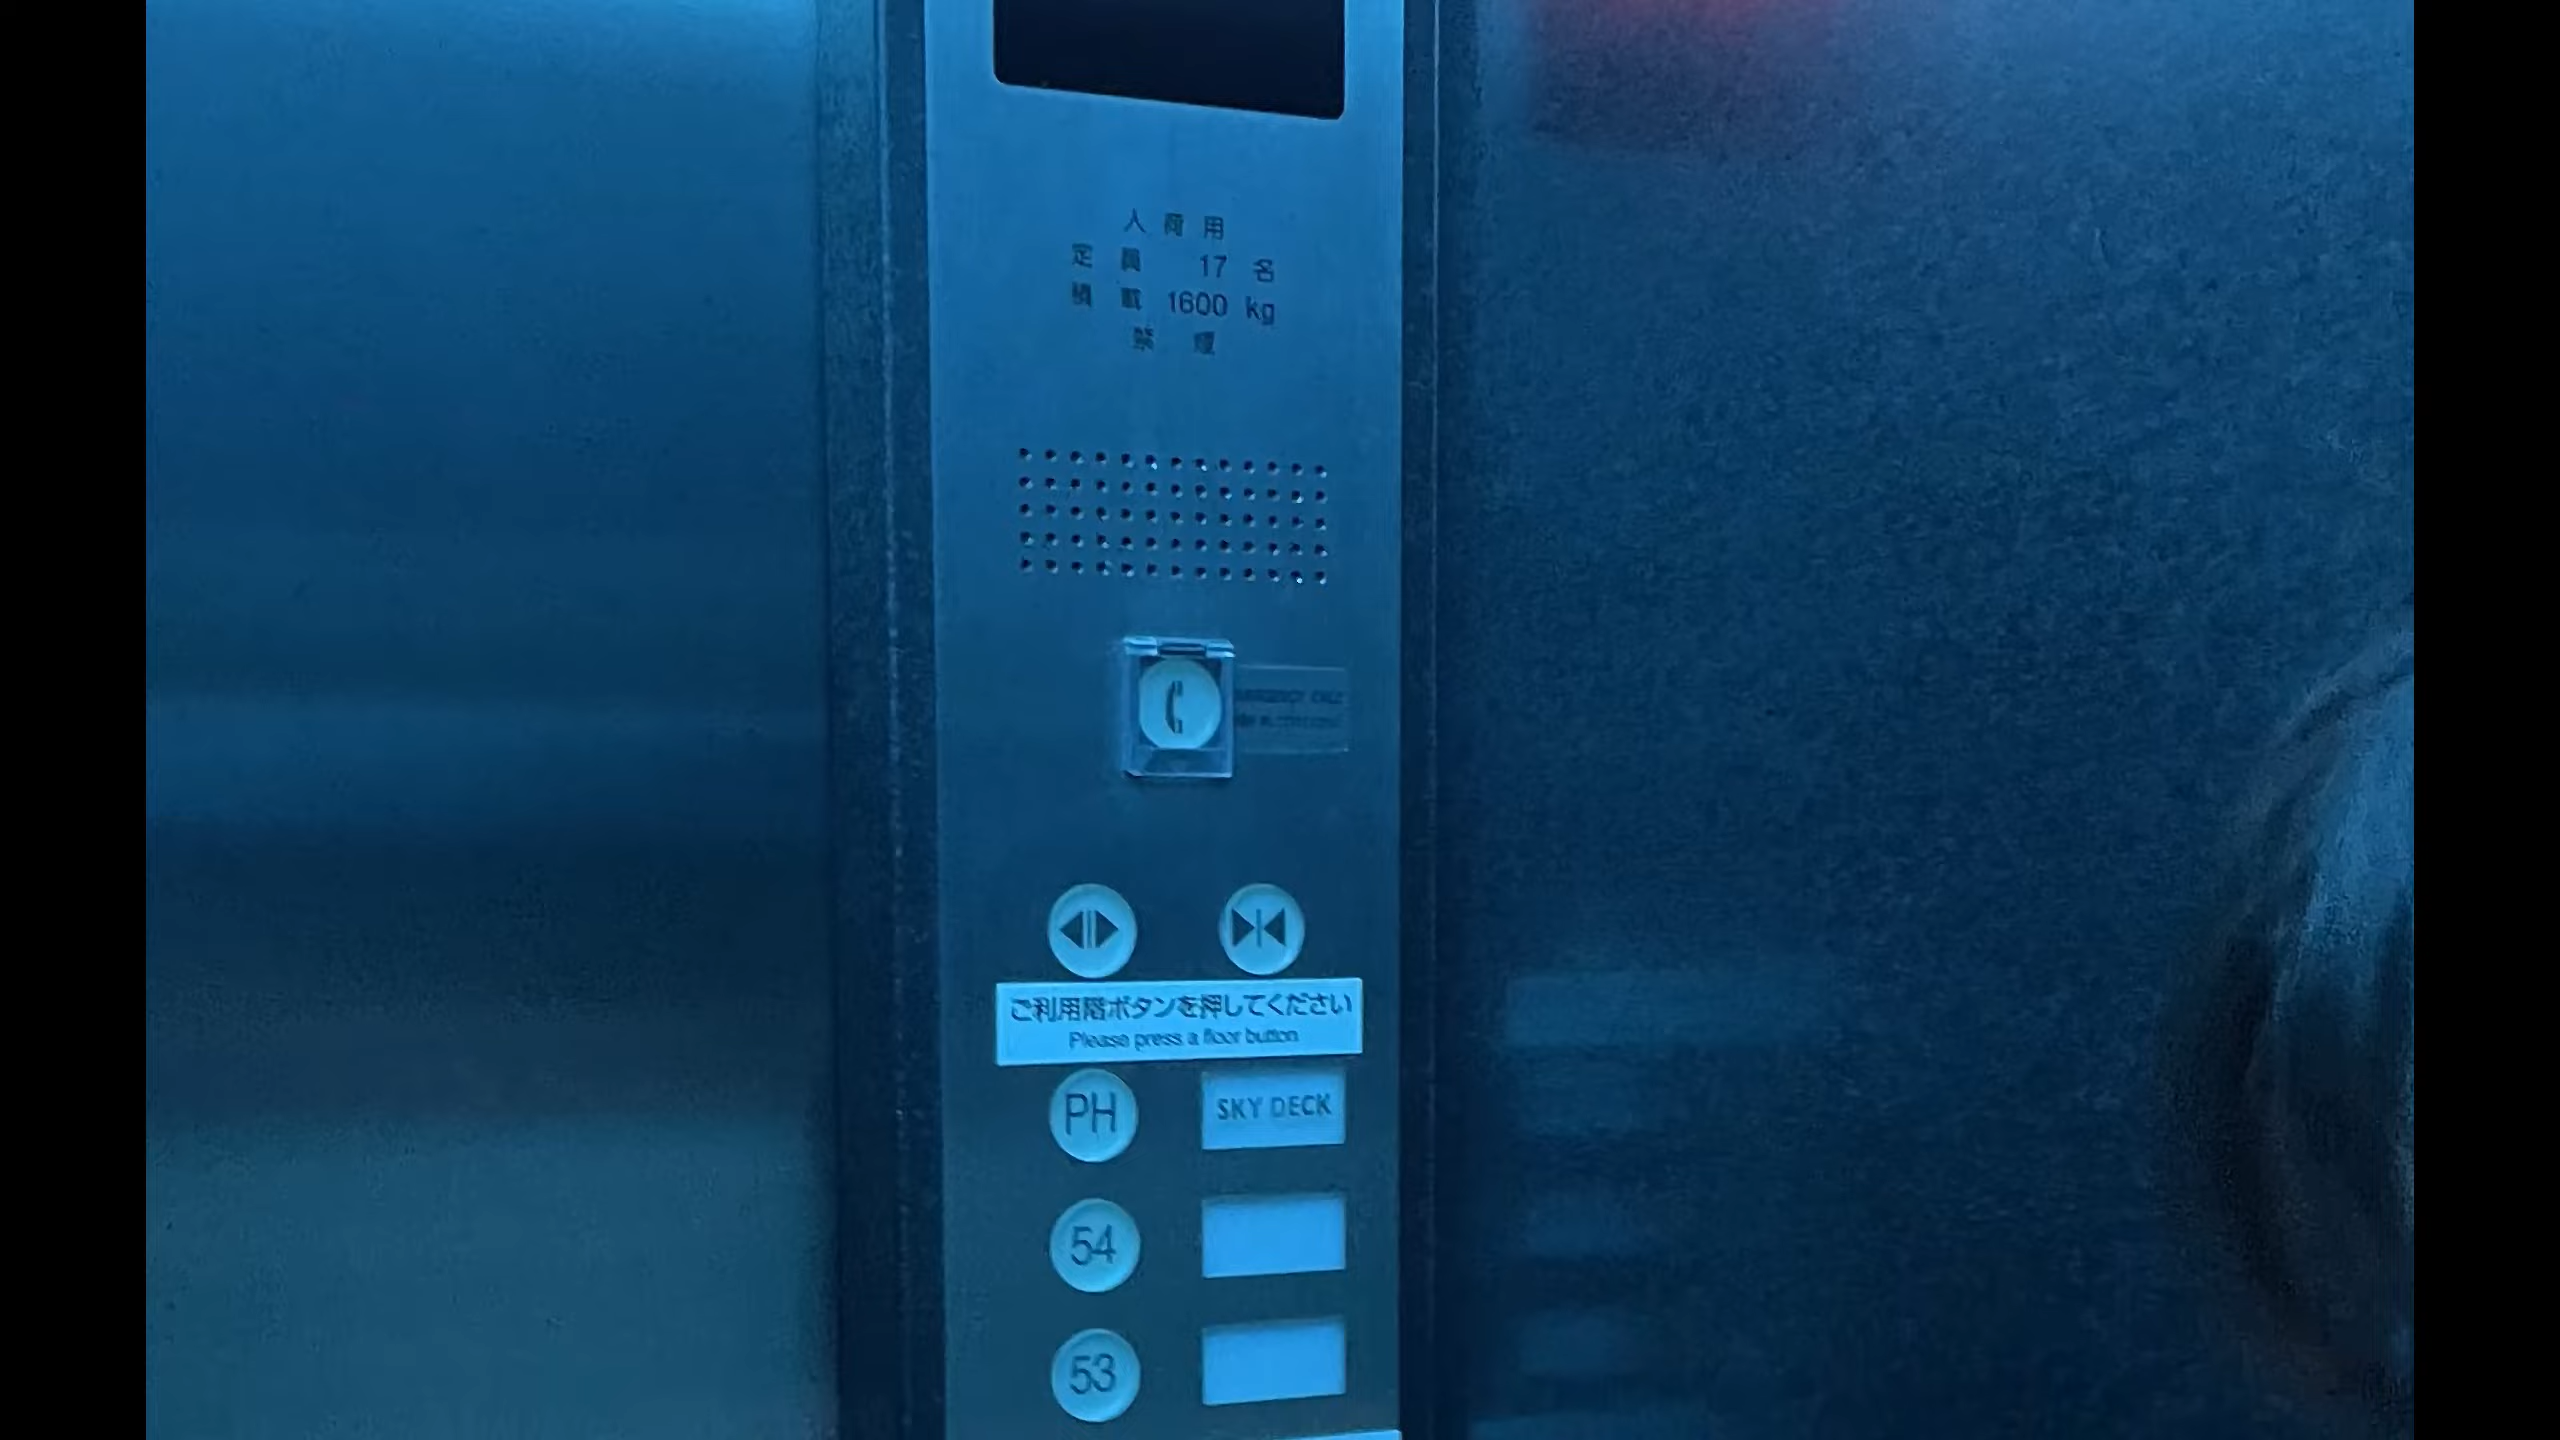 人荷用
定員 17 名
積載 1600 kg
禁煙
ご利用階ボタンを押してください
Please press a floor button
PH SKY DECK
54
53